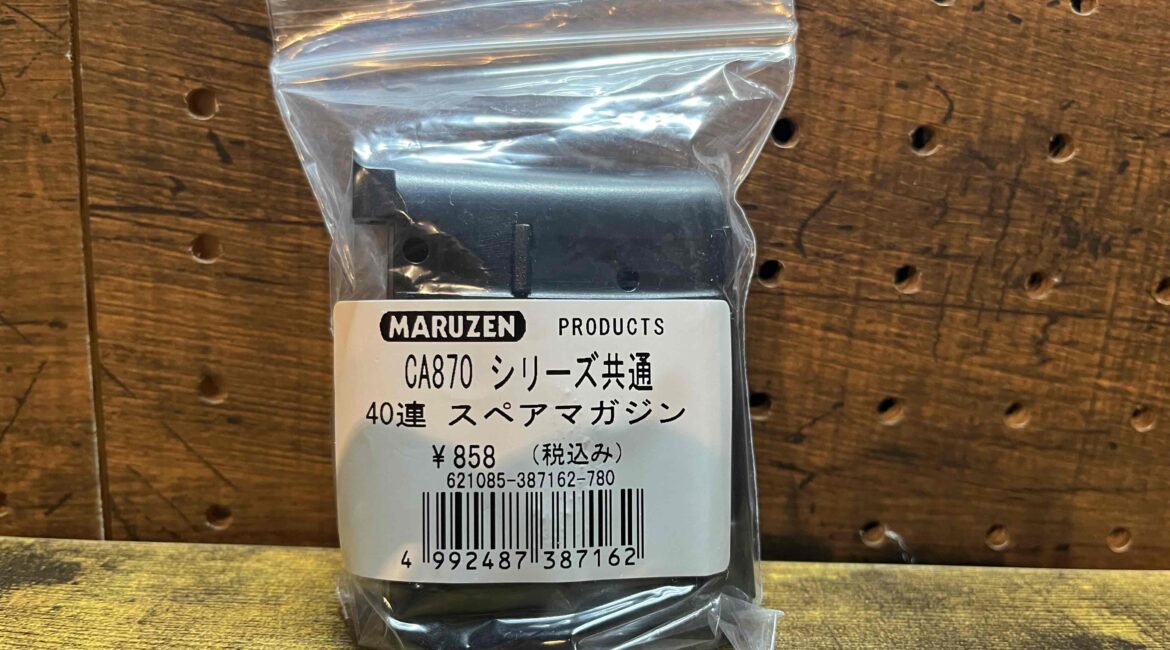 MARUZEN PRODUCTS
CA870 シリーズ共通
40連 スペアマガジン
¥858 (税込み)
621085-387162-780
4 992487 387162